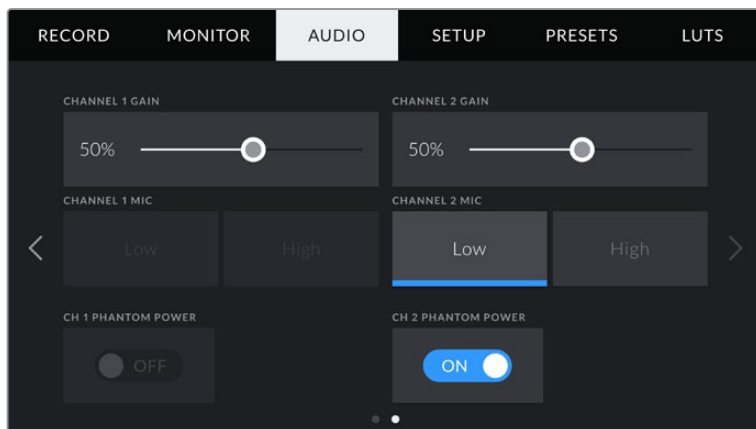 RECORD MONITOR AUDIO SETUP PRESETS LUTS
CHANNEL 1 GAIN CHANNEL 2 GAIN
50% 50%
CHANNEL 1 MIC CHANNEL 2 MIC
Low High Low High
CH 1 PHANTOM POWER CH 2 PHANTOM POWER
OFF ON